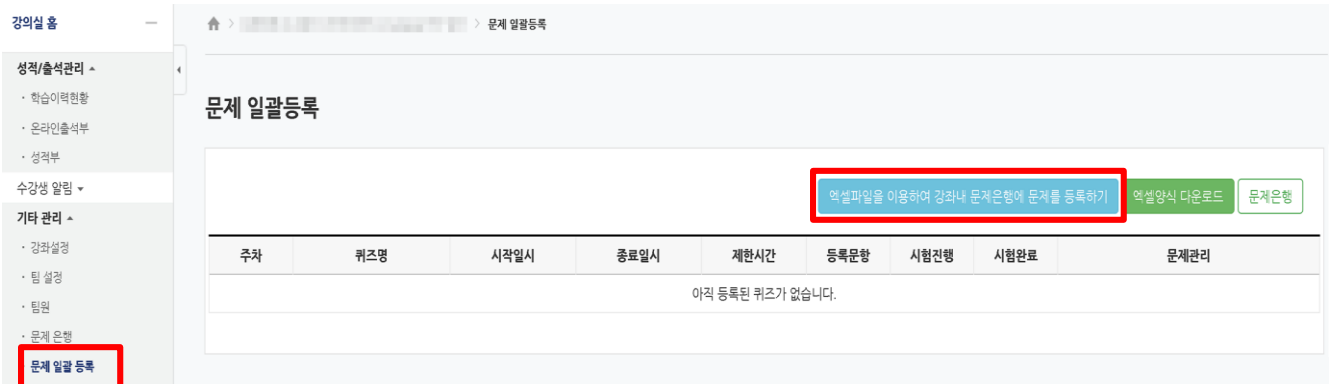 강의실 홈
성적/출석관리
· 학습이력현황
· 온라인출석부
· 성적부
수강생 알림
기타 관리
· 강좌설정
· 팀 설정
· 팀원
· 문제 은행
문제 일괄 등록
> > 문제 일괄등록
문제 일괄등록
엑셀파일을 이용하여 강좌내 문제은행에 문제를 등록하기 엑셀양식 다운로드 문제은행
주차 퀴즈명 시작일시 종료일시 제한시간 등록문항 시험진행 시험완료 문제관리
아직 등록된 퀴즈가 없습니다.